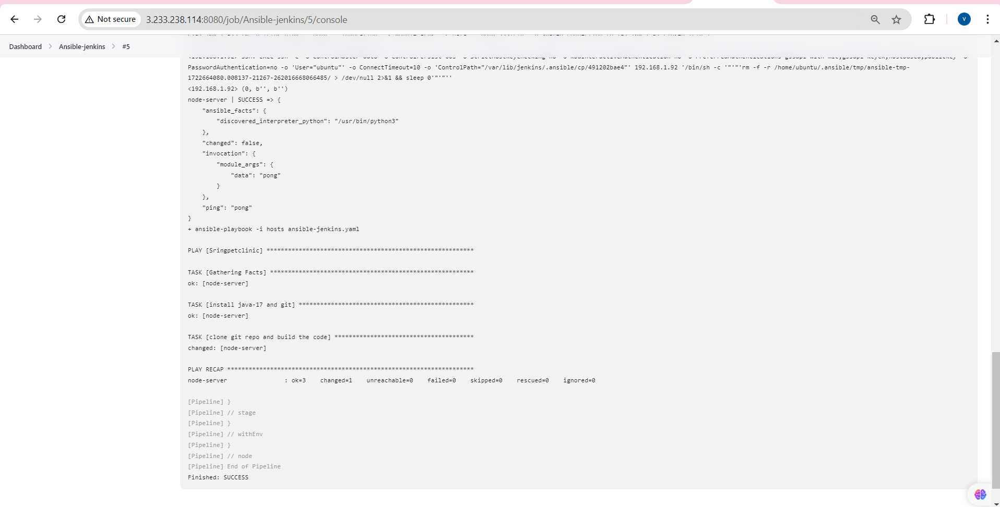 Not secure
3.233.238.114:8080/job/Ansible-jenkins/5/console
V
Dashboard > Ansible-jenkins > #5
PasswordAuthentication=no -o 'User="ubuntu"' -o ConnectTimeout=10 -o 'ControlPath="/var/lib/jenkins/.ansible/cp/491202bae4"' 192.168.1.92 '/bin/sh -c '"'"'rm -f -r /home/ubuntu/.ansible/tmp/ansible-tmp-
1722664080.008137-21267-262016668066485/ > /dev/null 2>&1 && sleep 0'"'"''
<192.168.1.92> (0, b'', b'')
node-server | SUCCESS => {
"ansible_facts": {
"discovered_interpreter_python": "/usr/bin/python3"
},
"changed": false,
"invocation": {
"module_args": {
"data": "pong"
}
},
"ping": "pong"
}
+ ansible-playbook -i hosts ansible-jenkins.yaml
PLAY [Sringpetclinic] **********************************************************
TASK [Gathering Facts] *********************************************************
ok: [node-server]
TASK [install java-17 and git] *************************************************
ok: [node-server]
TASK [clone git repo and build the code] ***************************************
changed: [node-server]
PLAY RECAP *********************************************************************
node-server                : ok=3    changed=1    unreachable=0    failed=0    skipped=0    rescued=0    ignored=0
[Pipeline] }
[Pipeline] // stage
[Pipeline] }
[Pipeline] // withEnv
[Pipeline] }
[Pipeline] // node
[Pipeline] End of Pipeline
Finished: SUCCESS